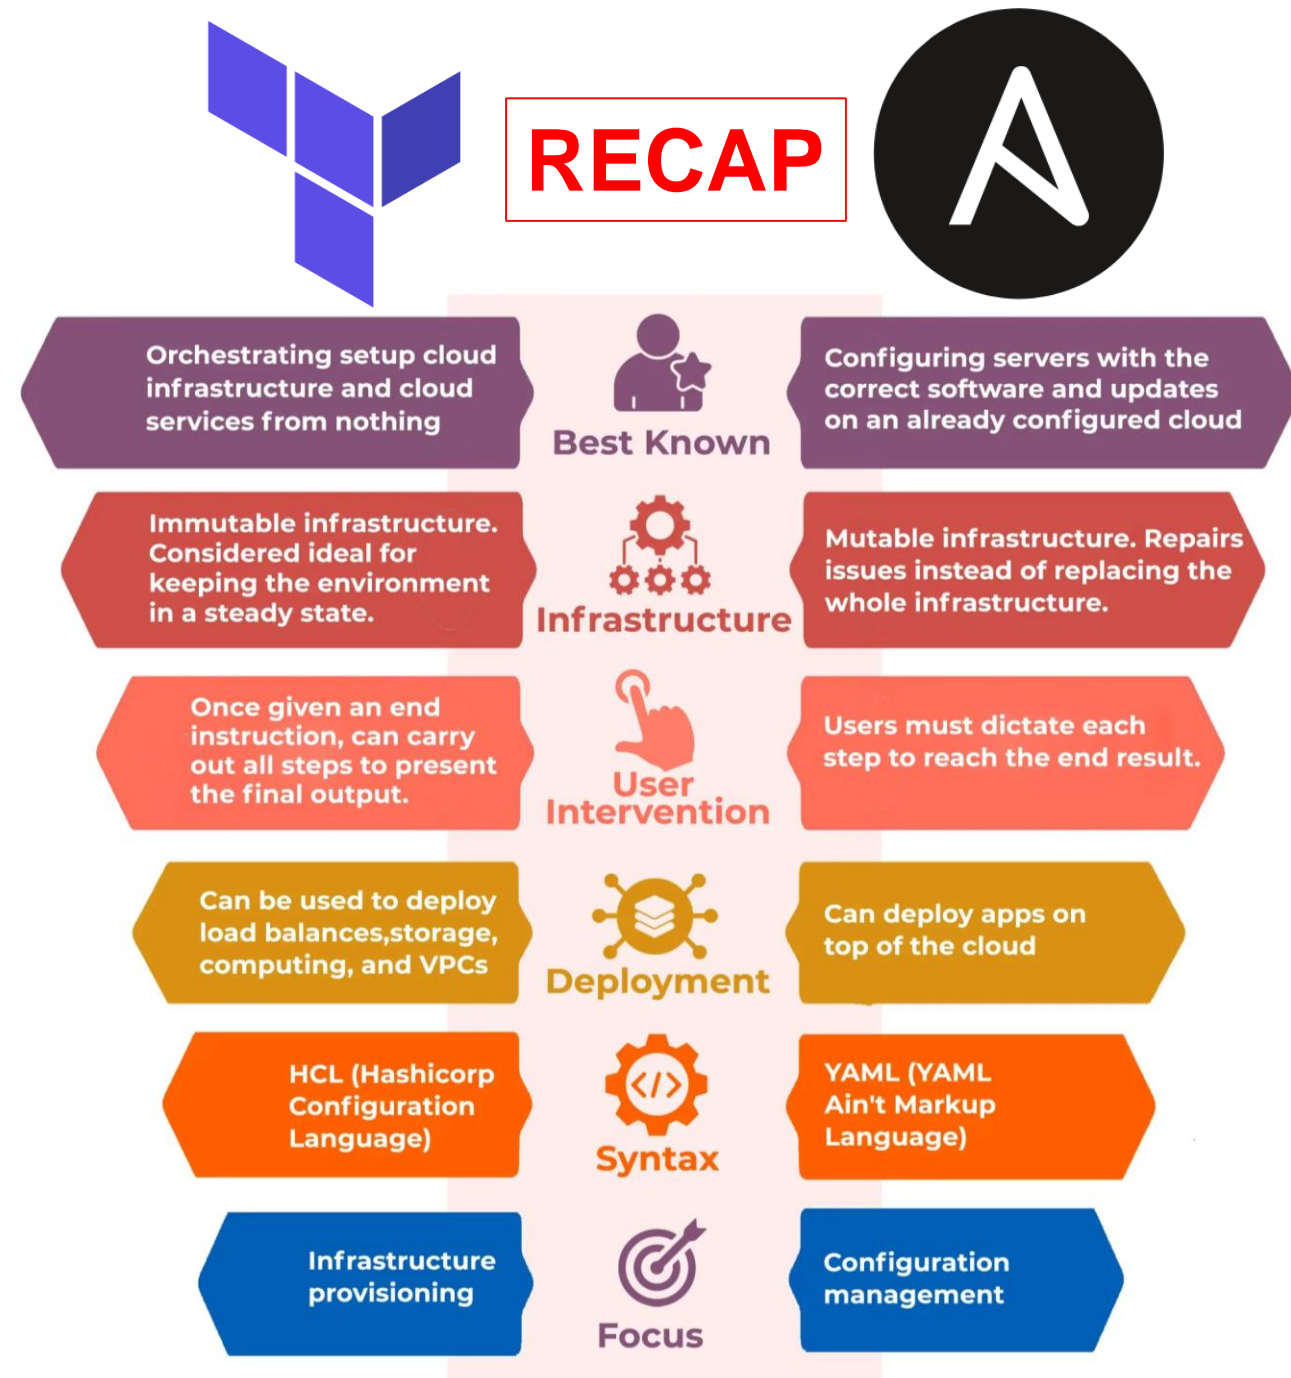 RECAP
Orchestrating setup cloud
infrastructure and cloud
services from nothing
Best Known
Configuring servers with the
correct software and updates
on an already configured cloud
Immutable infrastructure.
Considered ideal for
keeping the environment
in a steady state.
Infrastructure
Mutable infrastructure. Repairs
issues instead of replacing the
whole infrastructure.
Once given an end
instruction, can carry
out all steps to present
the final output.
User
Intervention
Users must dictate each
step to reach the end result.
Can be used to deploy
load balances,storage,
computing, and VPCs
Deployment
Can deploy apps on
top of the cloud
HCL (Hashicorp
Configuration
Language)
Syntax
YAML (YAML
Ain't Markup
Language)
Infrastructure
provisioning
Focus
Configuration
management